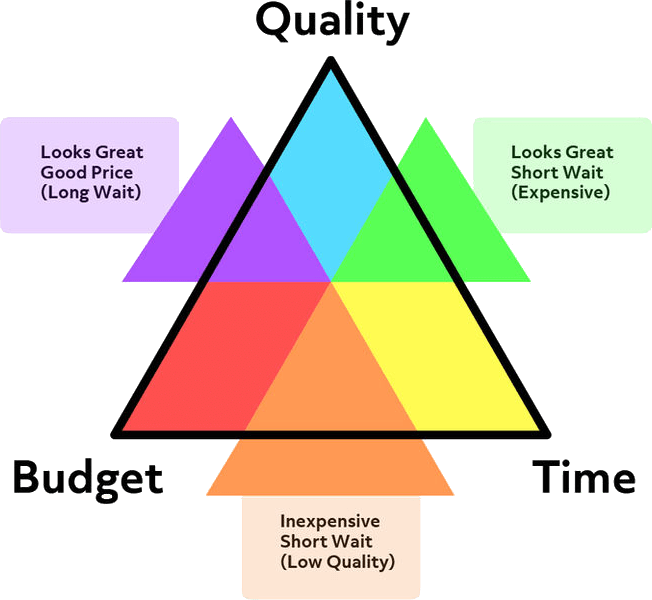 Quality
Looks Great
Good Price
(Long Wait)
Looks Great
Short Wait
(Expensive)
Budget
Time
Inexpensive
Short Wait
(Low Quality)